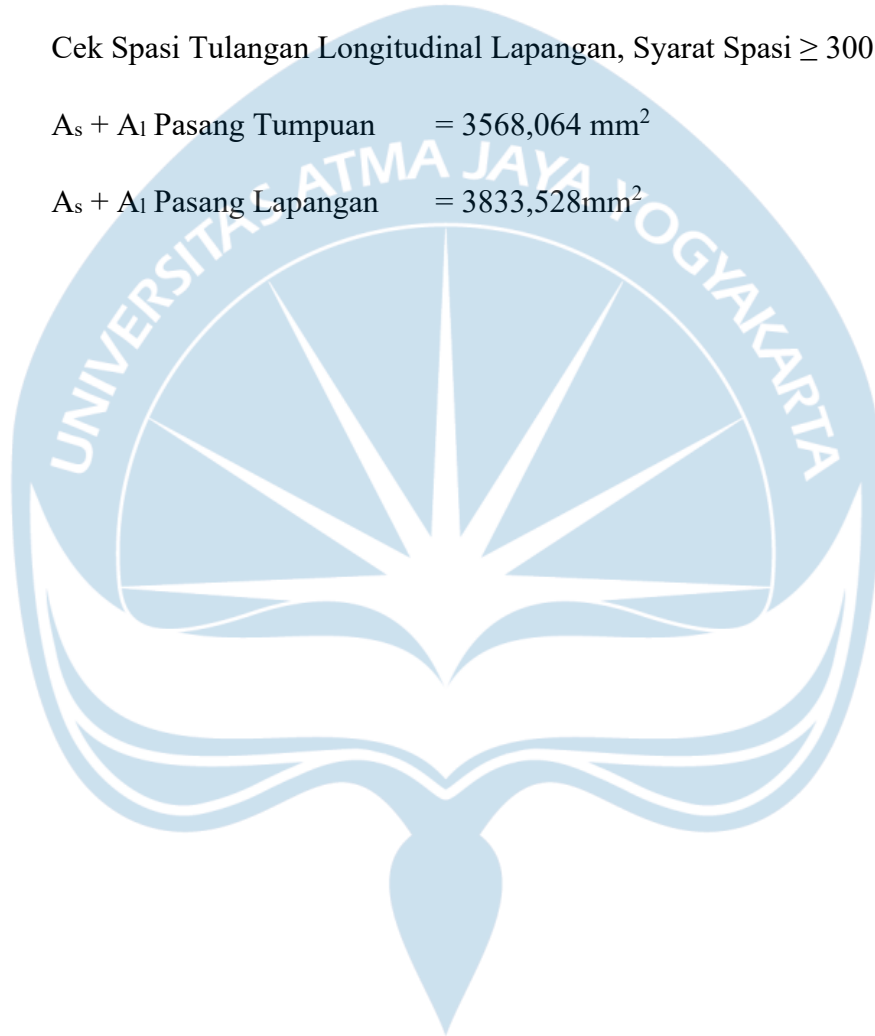 Cek Spasi Tulangan Longitudinal Lapangan, Syarat Spasi ≥ 300
As + Al Pasang Tumpuan = 3568,064 mm²
As + Al Pasang Lapangan = 3833,528mm²
UNIVERSITAS ATMA JAYA YOGYAKARTA